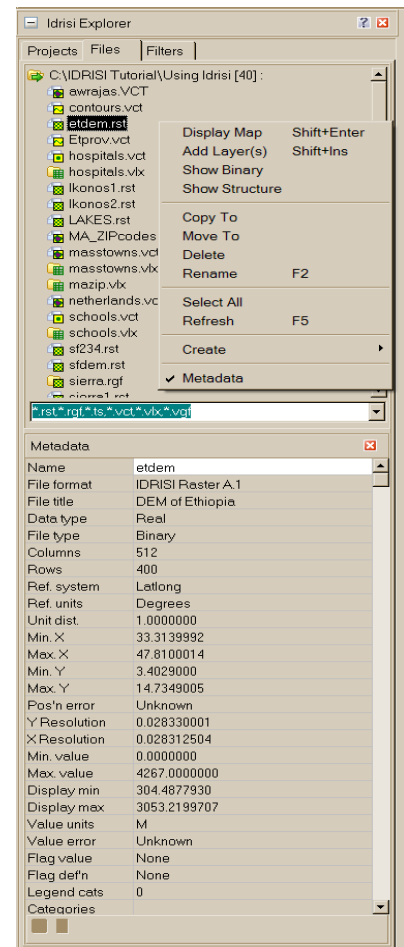 Idrisi Explorer
Projects Files Filters
C:\IDRISI Tutorial\Using Idrisi [40] :
awrajas.VCT
contours.vct
etdem.rst
Etprov.vct
hospitals.vct
hospitals.vlx
Ikonos1.rst
Ikonos2.rst
LAKES.rst
MA_ZIPcodes
masstowns.vct
masstowns.vlx
mazip.vlx
netherlands.vc
schools.vct
schools.vlx
sf234.rst
sfdem.rst
sierra.rgf
sierra1.rst
Display Map Shift+Enter
Add Layer(s) Shift+Ins
Show Binary
Show Structure
Copy To
Move To
Delete
Rename F2
Select All
Refresh F5
Create
Metadata
*.rst,*.rgf,*.ts,*.vct,*.vlx,*.vgf
Metadata
Name etdem
File format IDRISI Raster A.1
File title DEM of Ethiopia
Data type Real
File type Binary
Columns 512
Rows 400
Ref. system Latlong
Ref. units Degrees
Unit dist. 1.0000000
Min. X 33.3139992
Max. X 47.8100014
Min. Y 3.4029000
Max. Y 14.7349005
Pos'n error Unknown
Y Resolution 0.028330001
X Resolution 0.028312504
Min. value 0.0000000
Max. value 4267.0000000
Display min 304.4877930
Display max 3053.2199707
Value units M
Value error Unknown
Flag value None
Flag def'n None
Legend cats 0
Categories